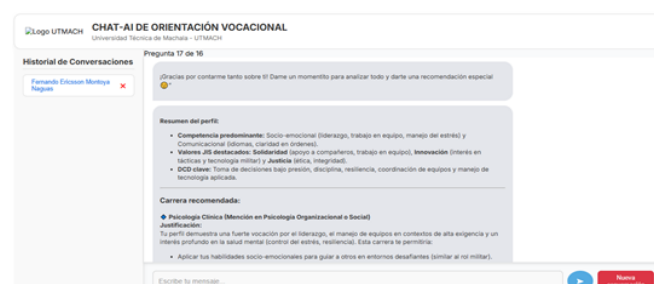 Logo UTMACH
CHAT-AI DE ORIENTACIÓN VOCACIONAL
Universidad Técnica de Machala - UTMACH
Historial de Conversaciones
Fernando Ericsson Montoya
Naguas
Pregunta 17 de 16
¡Gracias por contarme tanto sobre ti! Dame un momentito para analizar todo y darte una recomendación especial
😊"
Resumen del perfil:
• Competencia predominante: Socio-emocional (liderazgo, trabajo en equipo, manejo del estrés) y
Comunicacional (idiomas, claridad en órdenes).
• Valores JIS destacados: Solidaridad (apoyo a compañeros, trabajo en equipo), Innovación (interés en
tácticas y tecnología militar) y Justicia (ética, integridad).
• DCD clave: Toma de decisiones bajo presión, disciplina, resiliencia, coordinación de equipos y manejo de
tecnología aplicada.
Carrera recomendada:
🔹 Psicología Clínica (Mención en Psicología Organizacional o Social)
Justificación:
Tu perfil demuestra una fuerte vocación por el liderazgo, el manejo de equipos en contextos de alta exigencia y un
interés profundo en la salud mental (control del estrés, resiliencia). Esta carrera te permitiría:
• Aplicar tus habilidades socio-emocionales para guiar a otros en entornos desafiantes (similar al rol militar).
Escribe tu mensaje...
Nueva